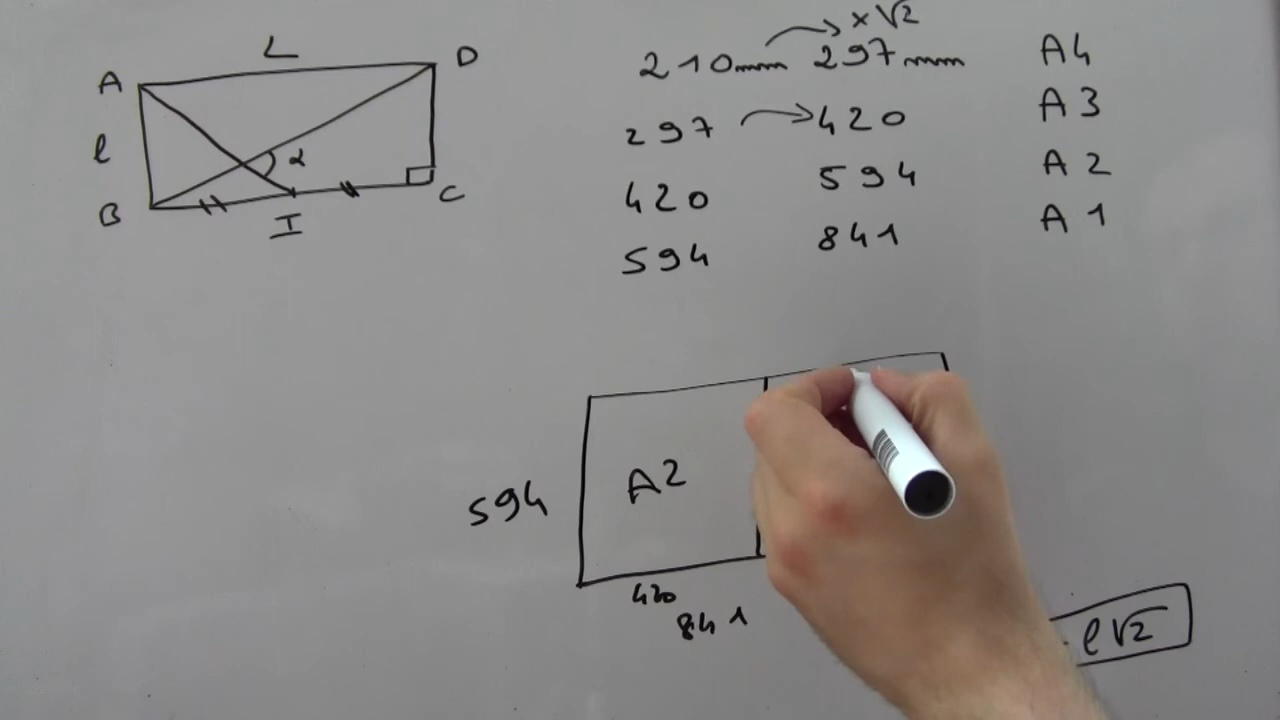 L
A D
l α
B I C
× √2
210mm 297mm A4
297 420 A3
420 594 A2
594 841 A1
A2
594
420
841
l√2